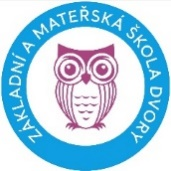 ZÁKLADNÍ A MATEŘSKÁ ŠKOLA DVORY